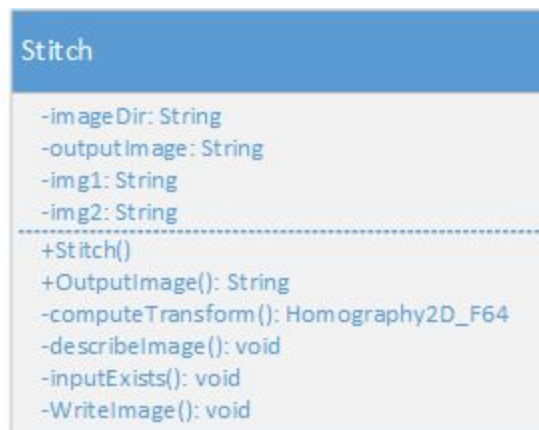 Stitch
-imageDir: String
-outputImage: String
-img1: String
-img2: String
+Stitch()
+OutputImage(): String
-computeTransform(): Homography2D_F64
-describeImage(): void
-inputExists(): void
-WriteImage(): void